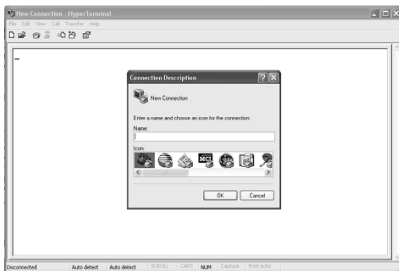 New Connection - HyperTerminal
File Edit View Call Transfer Help
Connection Description
New Connection
Enter a name and choose an icon for the connection:
Name:
Icon:
MCI
OK Cancel
Disconnected Auto detect Auto detect SCROLL CAPS NUM Capture Print echo